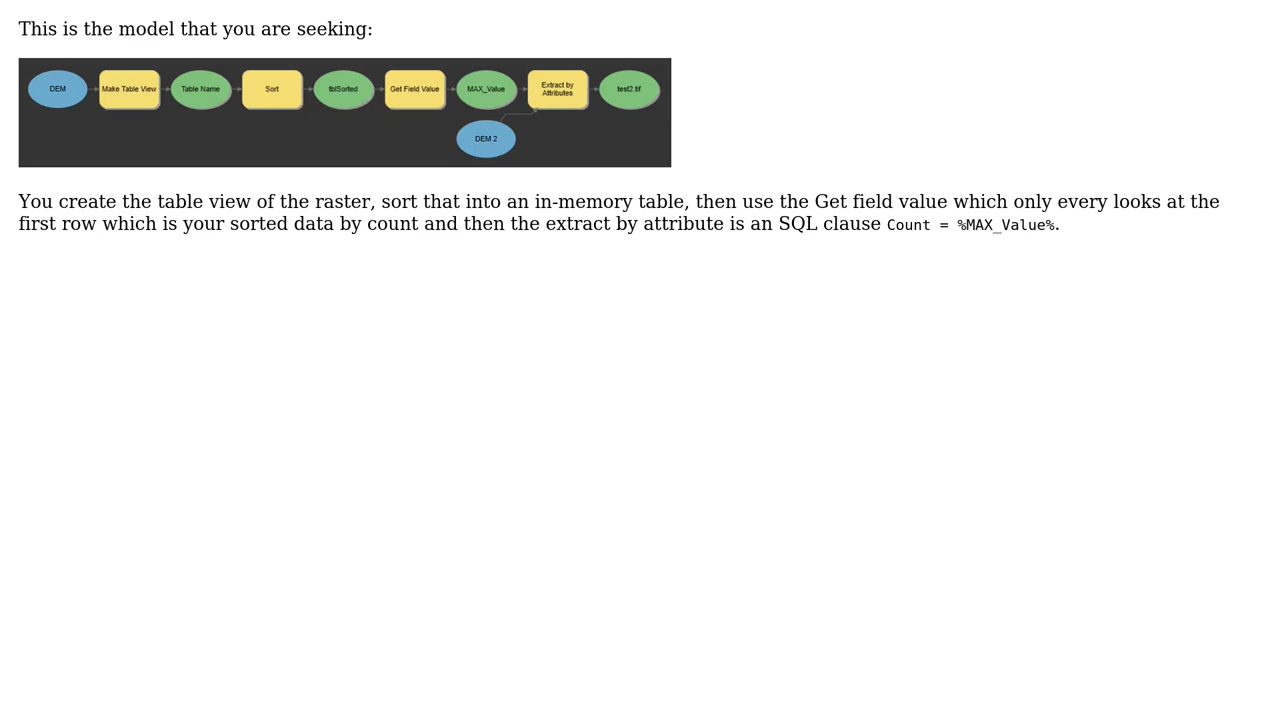 This is the model that you are seeking:
DEM Make Table View Table Name Sort tblSorted Get Field Value MAX_Value Extract by Attributes test2.tif
DEM 2
You create the table view of the raster, sort that into an in-memory table, then use the Get field value which only every looks at the
first row which is your sorted data by count and then the extract by attribute is an SQL clause Count = %MAX_Value%.